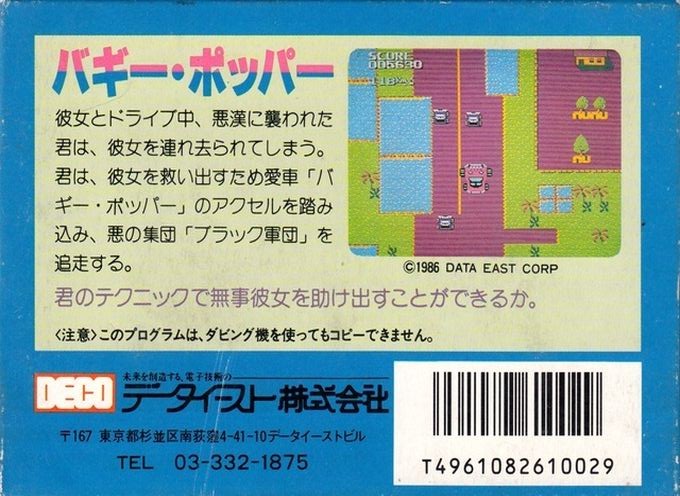 バギー・ポッパー
彼女とドライブ中、悪漢に襲われた
君は、彼女を連れ去られてしまう。
君は、彼女を救い出すため愛車「バ
ギー・ポッパー」のアクセルを踏み
込み、悪の集団「ブラック軍団」を
追走する。
SCORE
005630
118
©1986 DATA EAST CORP
君のテクニックで無事彼女を助け出すことができるか。
〈注意〉このプログラムは、ダビング機を使ってもコピーできません。
DECO
未来を創造する、電子技術の
データイースト株式会社
〒167 東京都杉並区南荻窪4-41-10データイーストビル
TEL 03-332-1875
T4961082610029